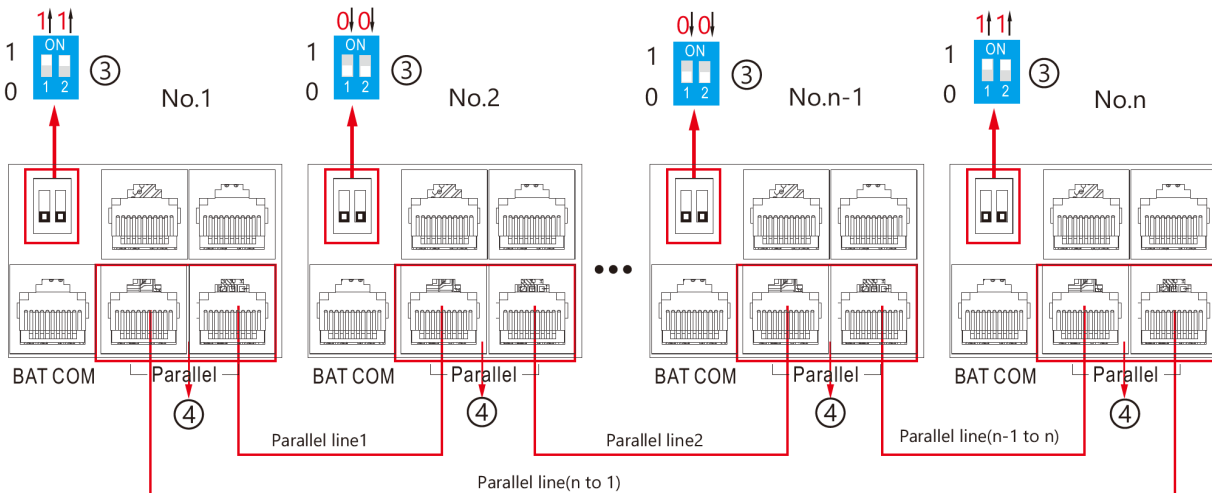 1 1
1 ON
1 2
0
③
No.1
0 0
1 ON
1 2
0
③
No.2
0 0
1 ON
1 2
0
③
No.n-1
1 1
1 ON
1 2
0
③
No.n
BAT COM
Parallel
④
BAT COM
Parallel
④
BAT COM
Parallel
④
BAT COM
Parallel
④
Parallel line1
Parallel line2
Parallel line(n-1 to n)
Parallel line(n to 1)